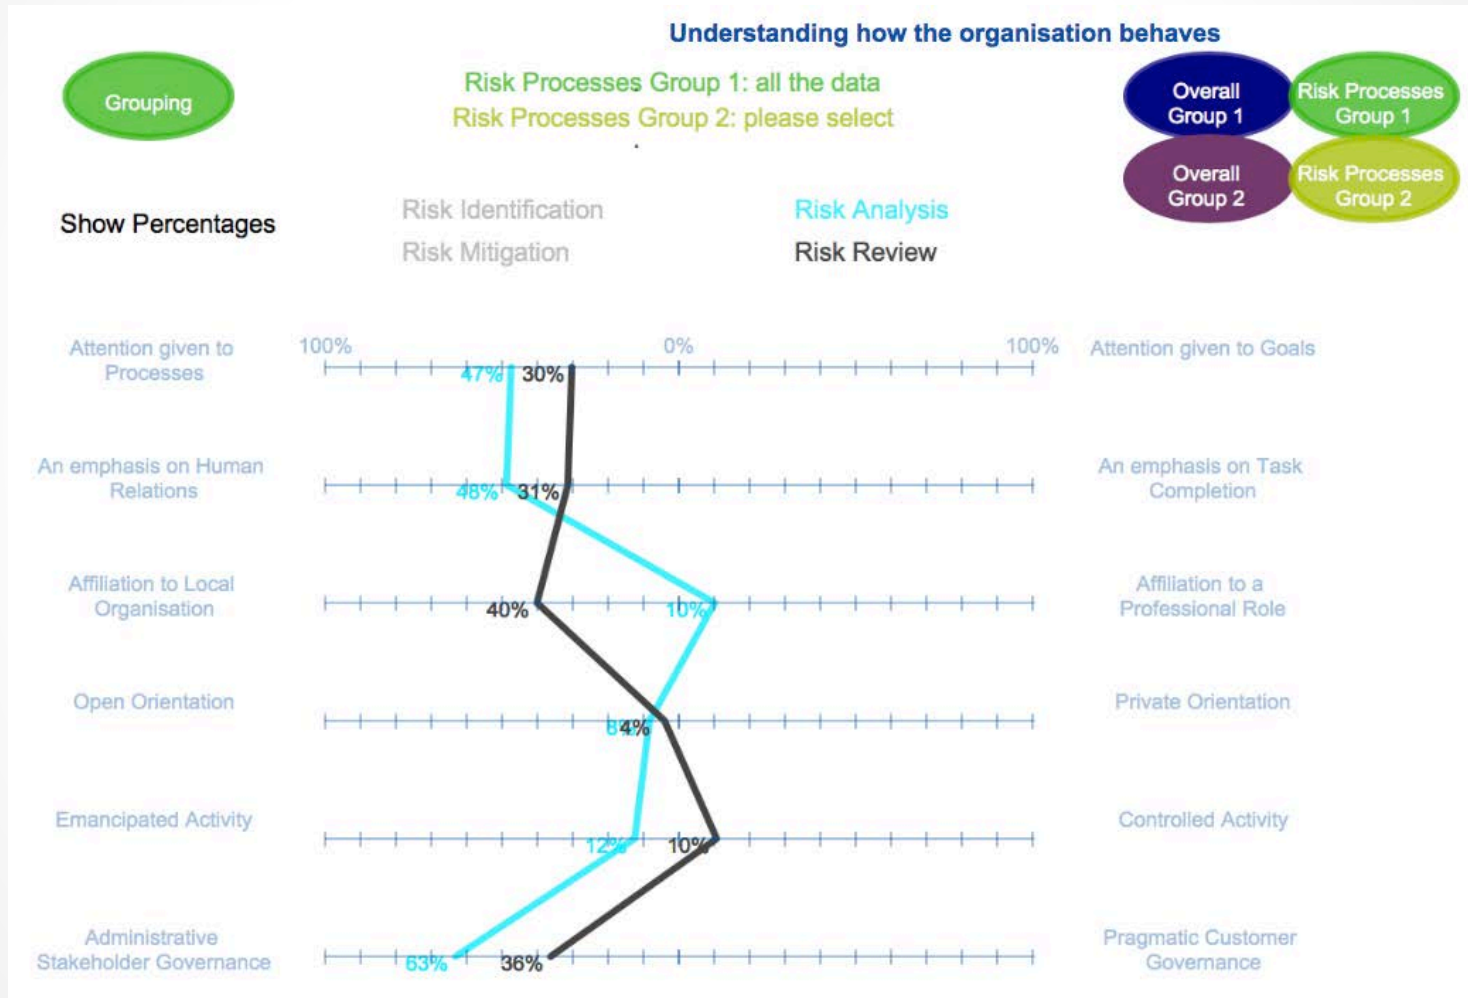 Understanding how the organisation behaves
Grouping
Risk Processes Group 1: all the data
Risk Processes Group 2: please select
Overall
Group 1
Risk Processes
Group 1
Overall
Group 2
Risk Processes
Group 2
Show Percentages
Risk Identification
Risk Analysis
Risk Mitigation
Risk Review
Attention given to
Processes
100%
0%
100%
Attention given to Goals
47%
30%
An emphasis on Human
Relations
48%
31%
An emphasis on Task
Completion
Affiliation to Local
Organisation
40%
10%
Affiliation to a
Professional Role
Open Orientation
8%
4%
Private Orientation
Emancipated Activity
12%
10%
Controlled Activity
Administrative
Stakeholder Governance
63%
36%
Pragmatic Customer
Governance